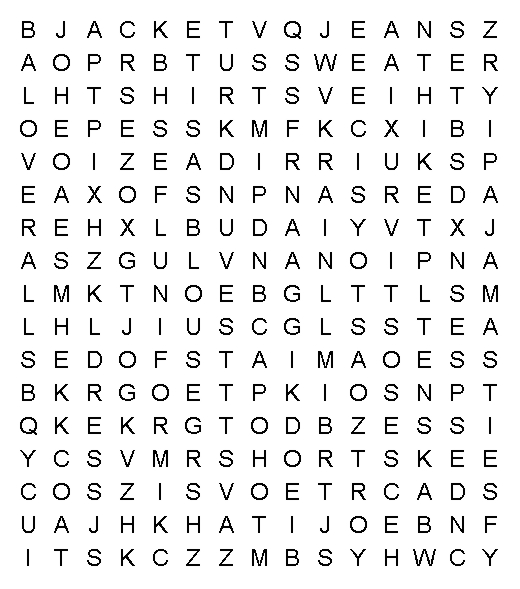 B J A C K E T V Q J E A N S Z
A O P R B T U S S W E A T E R
L H T S H I R T S V E I H T Y
O E P E S S K M F K C X I B I
V O I Z E A D I R R I U K S P
E A X O F S N P N A S R E D A
R E H X L B U D A I Y V T X J
A S Z G U L V N A N O I P N A
L M K T N O E B G L T T L S M
L H L J I U S C G L S S T E A
S E D O F S T A I M A O E S S
B K R G O E T P K I O S N P T
Q K E K R G T O D B Z E S S I
Y C S V M R S H O R T S K E E
C O S Z I S V O E T R C A D S
U A J H K H A T I J O E B N F
I T S K C Z Z M B S Y H W C Y